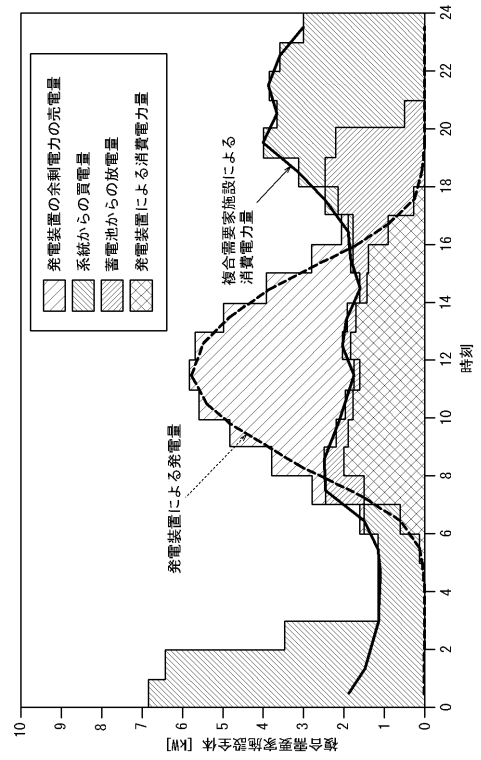 発電装置の余剰電力の売電量
系統からの買電量
蓄電池からの放電量
発電装置による消費電力量
複合需要家施設による
消費電力量
発電装置による発電量
複合需要家施設全体 [kW]
10
9
8
7
6
5
4
3
2
1
0
0
2
4
6
8
10
12
14
16
18
20
22
24
時刻